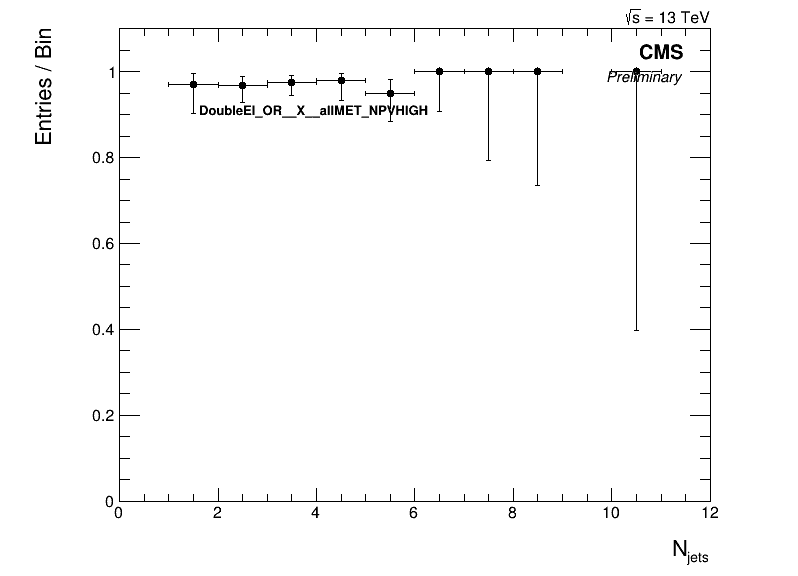 √s = 13 TeV
CMS
Preliminary
Entries / Bin
DoubleEl_OR__X__allMET_NPVHIGH
1
0.8
0.6
0.4
0.2
0
0 2 4 6 8 10 12
N_jets